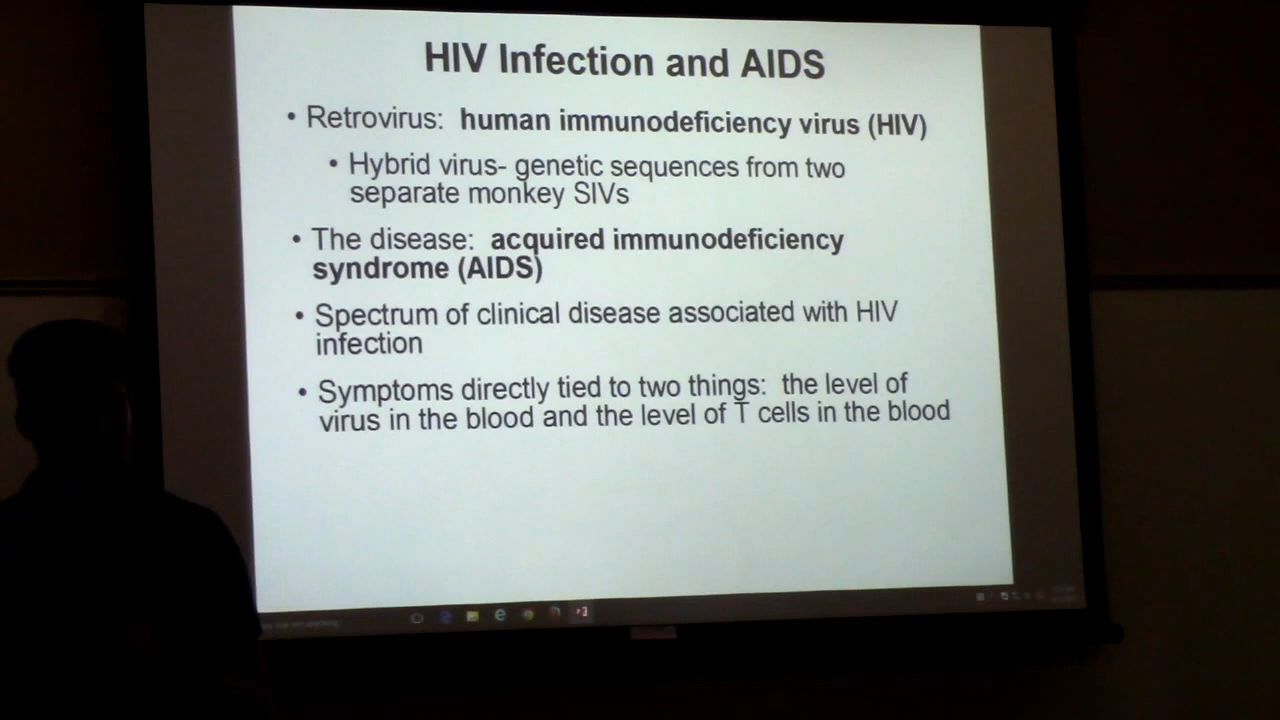 HIV Infection and AIDS
• Retrovirus: human immunodeficiency virus (HIV)
• Hybrid virus- genetic sequences from two
separate monkey SIVs
• The disease: acquired immunodeficiency
syndrome (AIDS)
• Spectrum of clinical disease associated with HIV
infection
• Symptoms directly tied to two things: the level of
virus in the blood and the level of T cells in the blood